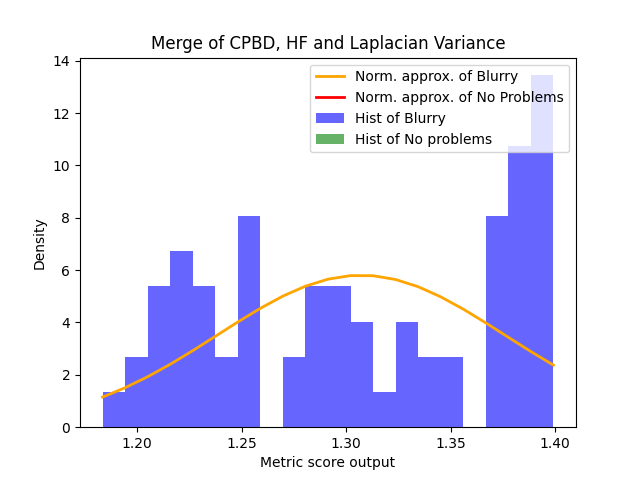 Merge of CPBD, HF and Laplacian Variance
Norm. approx. of Blurry
Norm. approx. of No Problems
Hist of Blurry
Hist of No problems
Density
14
12
10
8
6
4
2
0
1.20 1.25 1.30 1.35 1.40
Metric score output